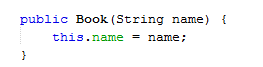 public Book(String name) {
    this.name = name;
}